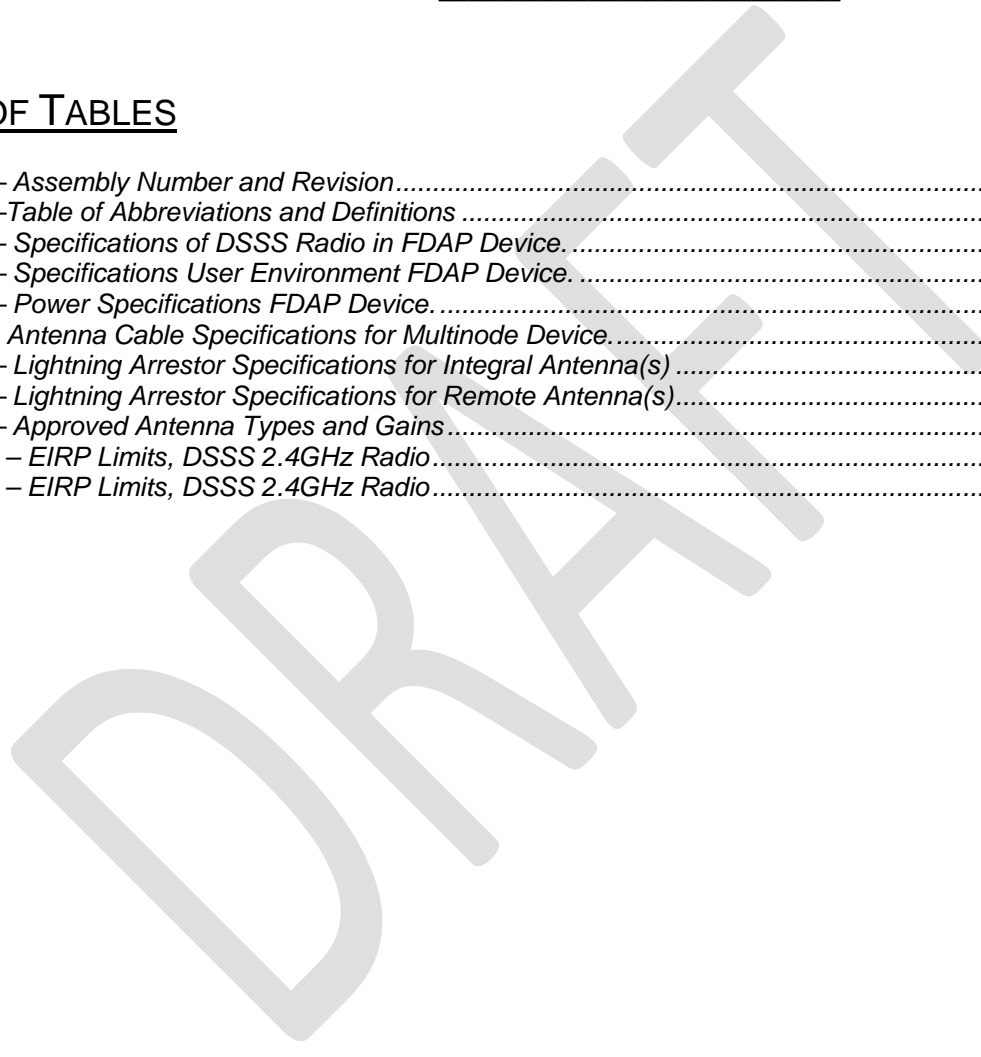 OF TABLES
– Assembly Number and Revision
–Table of Abbreviations and Definitions
– Specifications of DSSS Radio in FDAP Device.
– Specifications User Environment FDAP Device.
– Power Specifications FDAP Device.
Antenna Cable Specifications for Multinode Device.
– Lightning Arrestor Specifications for Integral Antenna(s)
– Lightning Arrestor Specifications for Remote Antenna(s)
– Approved Antenna Types and Gains
– EIRP Limits, DSSS 2.4GHz Radio
– EIRP Limits, DSSS 2.4GHz Radio
DRAFT